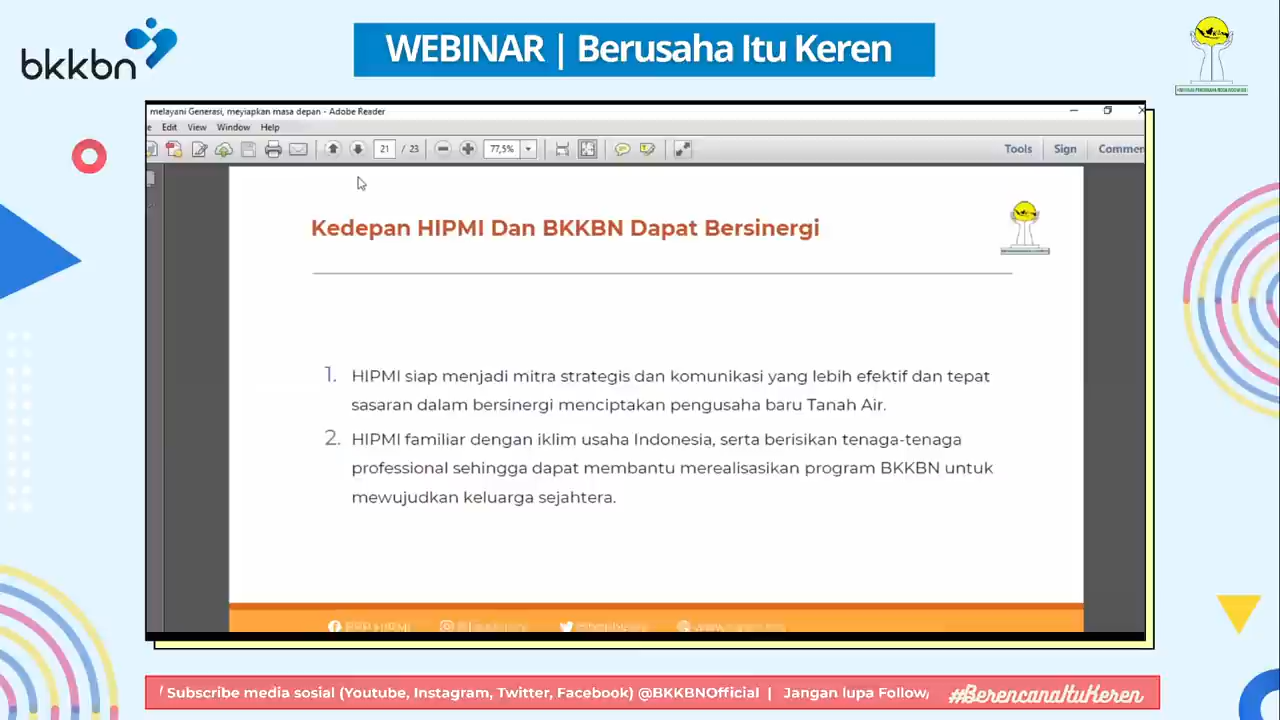 bkkbn
WEBINAR | Berusaha Itu Keren
melayani Generasi, meyiapkan masa depan - Adobe Reader
e Edit View Window Help
21 / 23 77,5% Tools Sign Commen
Kedepan HIPMI Dan BKKBN Dapat Bersinergi
1. HIPMI siap menjadi mitra strategis dan komunikasi yang lebih efektif dan tepat
sasaran dalam bersinergi menciptakan pengusaha baru Tanah Air.
2. HIPMI familiar dengan iklim usaha Indonesia, serta berisikan tenaga-tenaga
professional sehingga dapat membantu merealisasikan program BKKBN untuk
mewujudkan keluarga sejahtera.
/ Subscribe media sosial (Youtube, Instagram, Twitter, Facebook) @BKKBNOfficial | Jangan lupa Follow/
#BerencanaItuKeren